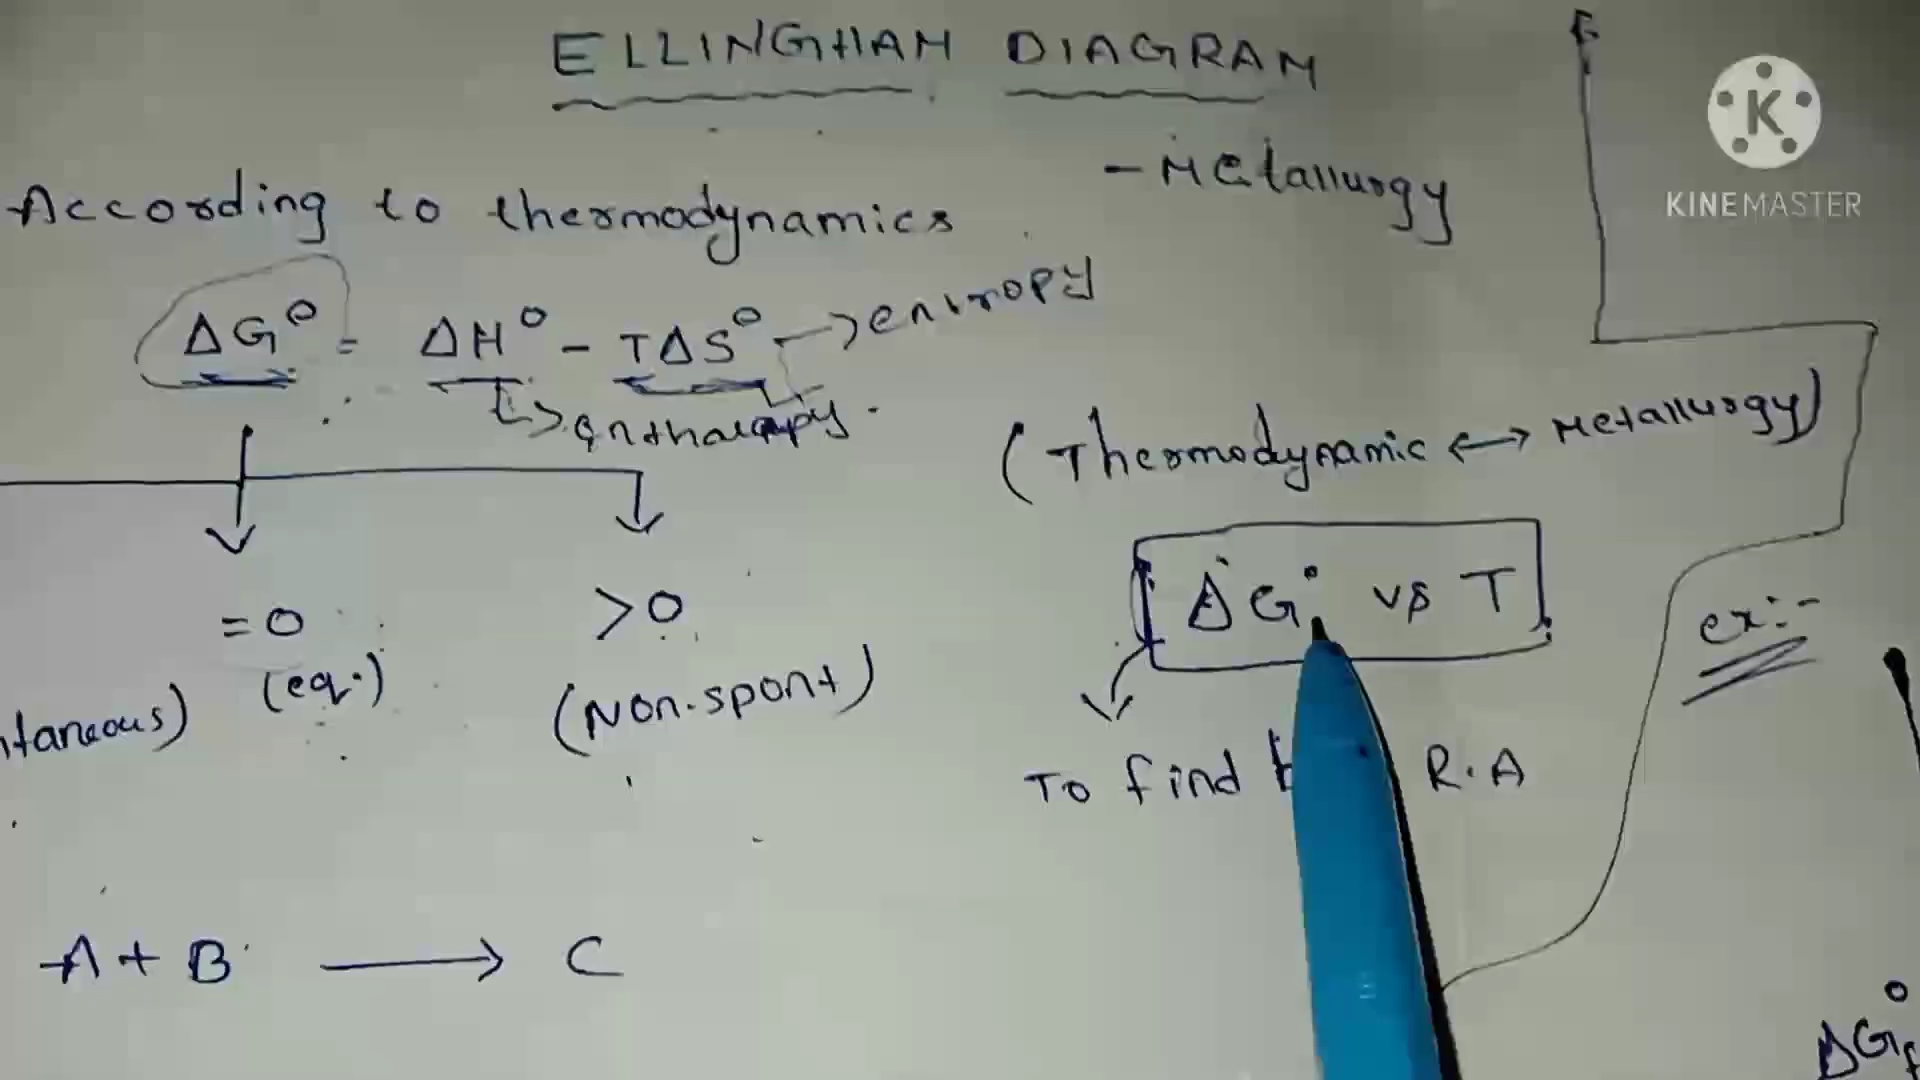 ELLINGHAM DIAGRAM
- Metallurgy
K
KINEMASTER
According to thermodynamics
ΔG° = ΔH° - TΔS° → entropy
↳ enthalpy.
(Thermodynamic ↔ Metallurgy)
ΔG° vs T
ex:-
=0
>0
(eq.)
(Non.spont)
ntaneous)
To find R.A
A + B → C
ΔG°f